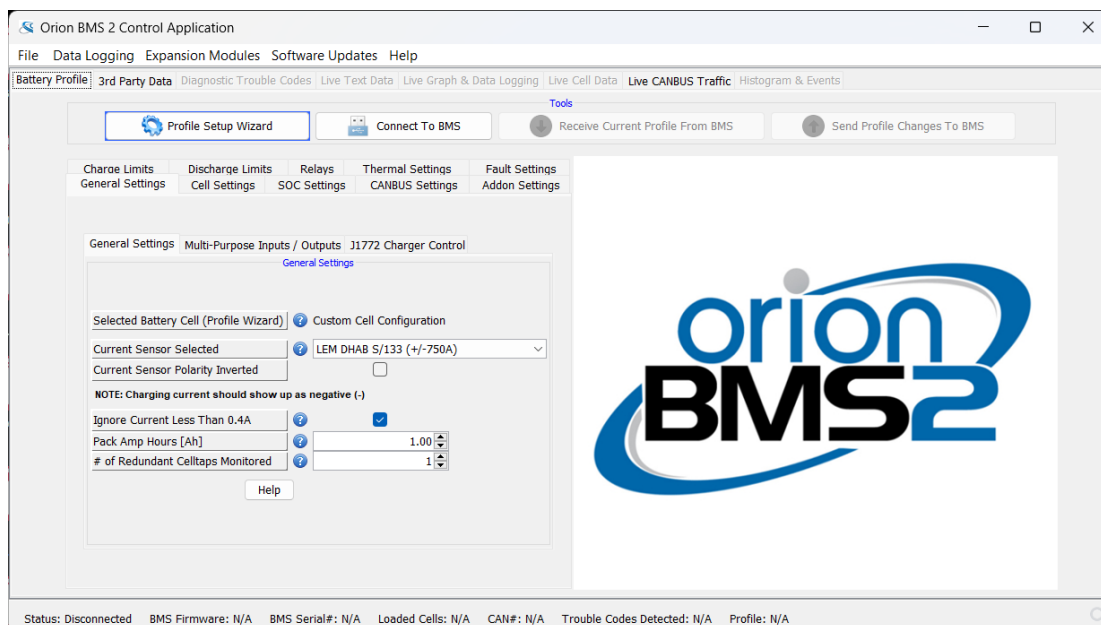 Orion BMS 2 Control Application
File Data Logging Expansion Modules Software Updates Help
Battery Profile 3rd Party Data Diagnostic Trouble Codes Live Text Data Live Graph & Data Logging Live Cell Data Live CANBUS Traffic Histogram & Events
Tools
Profile Setup Wizard Connect To BMS Receive Current Profile From BMS Send Profile Changes To BMS
Charge Limits Discharge Limits Relays Thermal Settings Fault Settings
General Settings Cell Settings SOC Settings CANBUS Settings Addon Settings
General Settings Multi-Purpose Inputs / Outputs J1772 Charger Control
General Settings
Selected Battery Cell (Profile Wizard) ? Custom Cell Configuration
Current Sensor Selected ? LEM DHAB S/133 (+/-750A)
Current Sensor Polarity Inverted
NOTE: Charging current should show up as negative (-)
Ignore Current Less Than 0.4A ?
Pack Amp Hours [Ah] ? 1.00
# of Redundant Celltaps Monitored ? 1
Help
orion
BMS2
Status: Disconnected BMS Firmware: N/A BMS Serial#: N/A Loaded Cells: N/A CAN#: N/A Trouble Codes Detected: N/A Profile: N/A